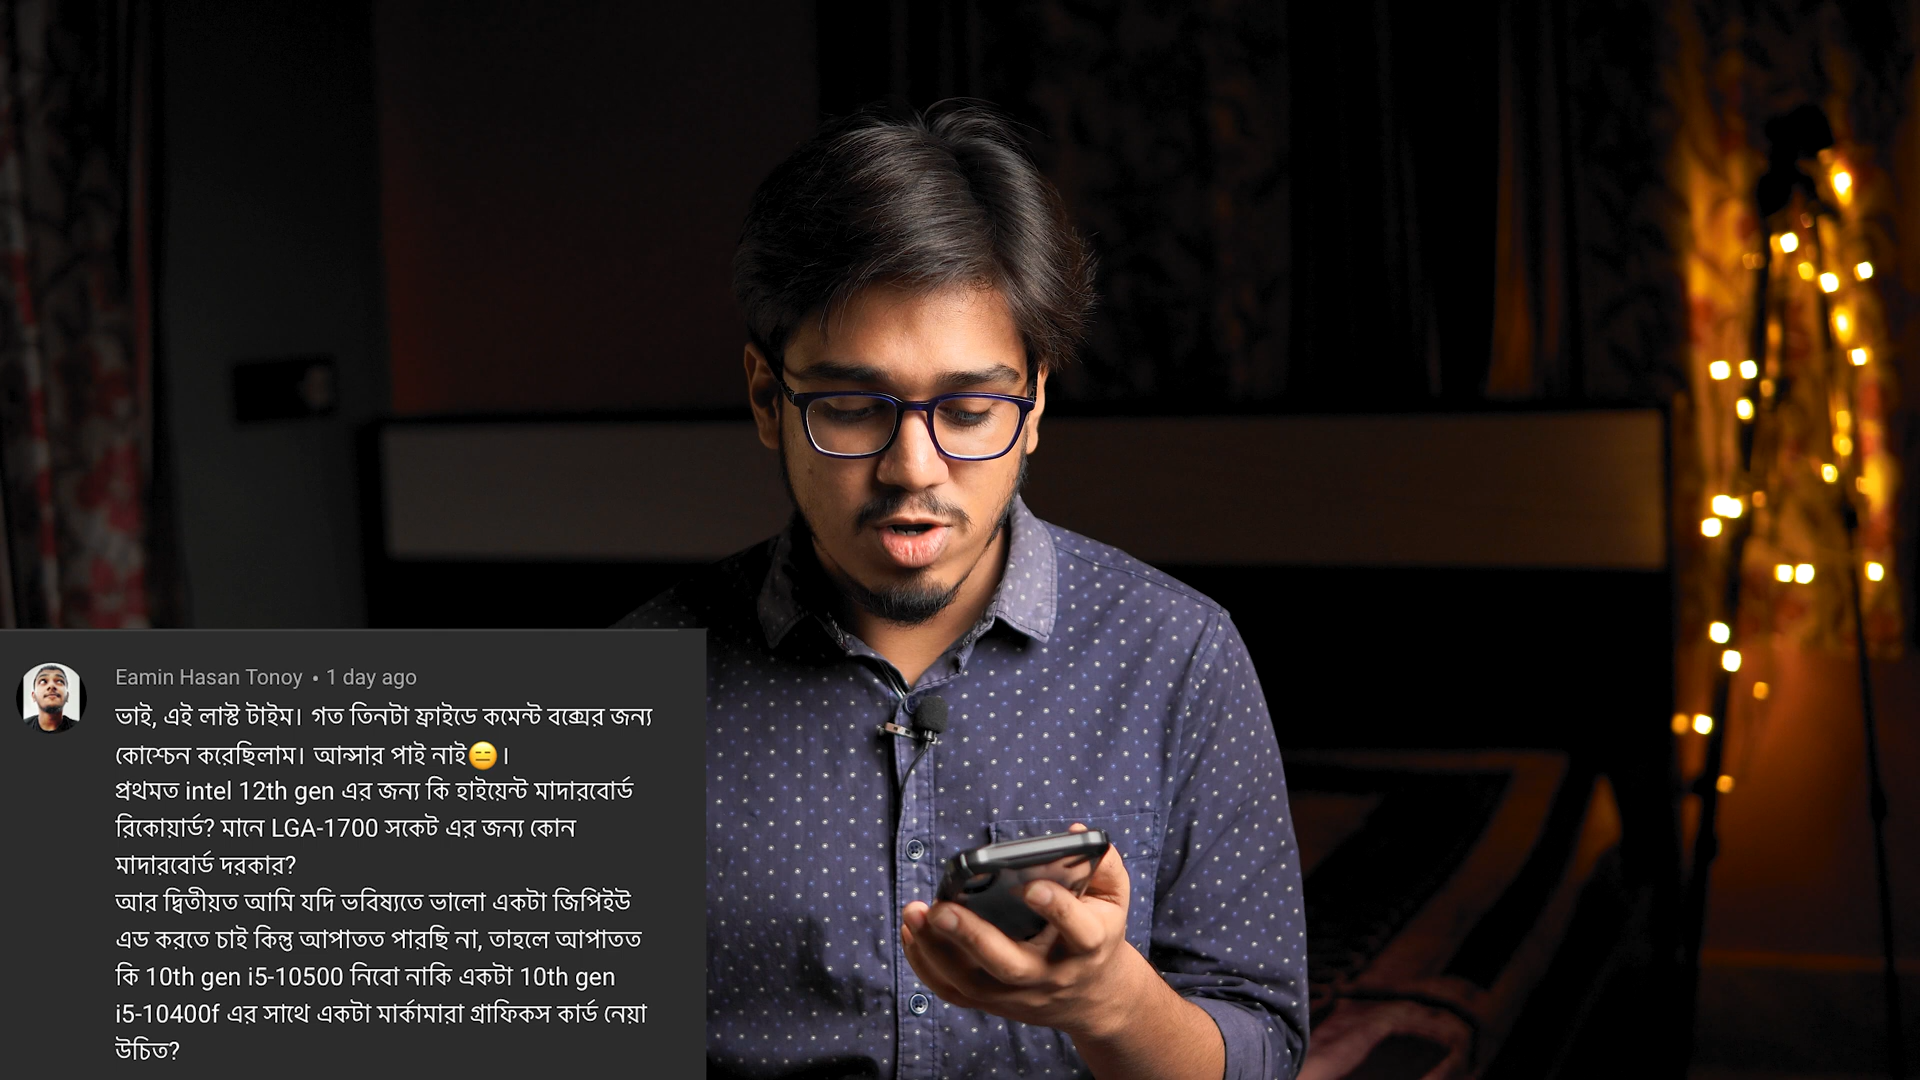 Eamin Hasan Tonoy • 1 day ago
ভাই, এই লাস্ট টাইম। গত তিনটা ফ্রাইডে কমেন্ট বক্সের জন্য
কোশ্চেন করেছিলাম। আন্সার পাই নাই😑।
প্রথমত intel 12th gen এর জন্য কি হাইয়েন্ট মাদারবোর্ড
রিকোয়ার্ড? মানে LGA-1700 সকেট এর জন্য কোন
মাদারবোর্ড দরকার?
আর দ্বিতীয়ত আমি যদি ভবিষ্যতে ভালো একটা জিপিইউ
এড করতে চাই কিন্তু আপাতত পারছি না, তাহলে আপাতত
কি 10th gen i5-10500 নিবো নাকি একটা 10th gen
i5-10400f এর সাথে একটা মার্কামারা গ্রাফিকস কার্ড নেয়া
উচিত?